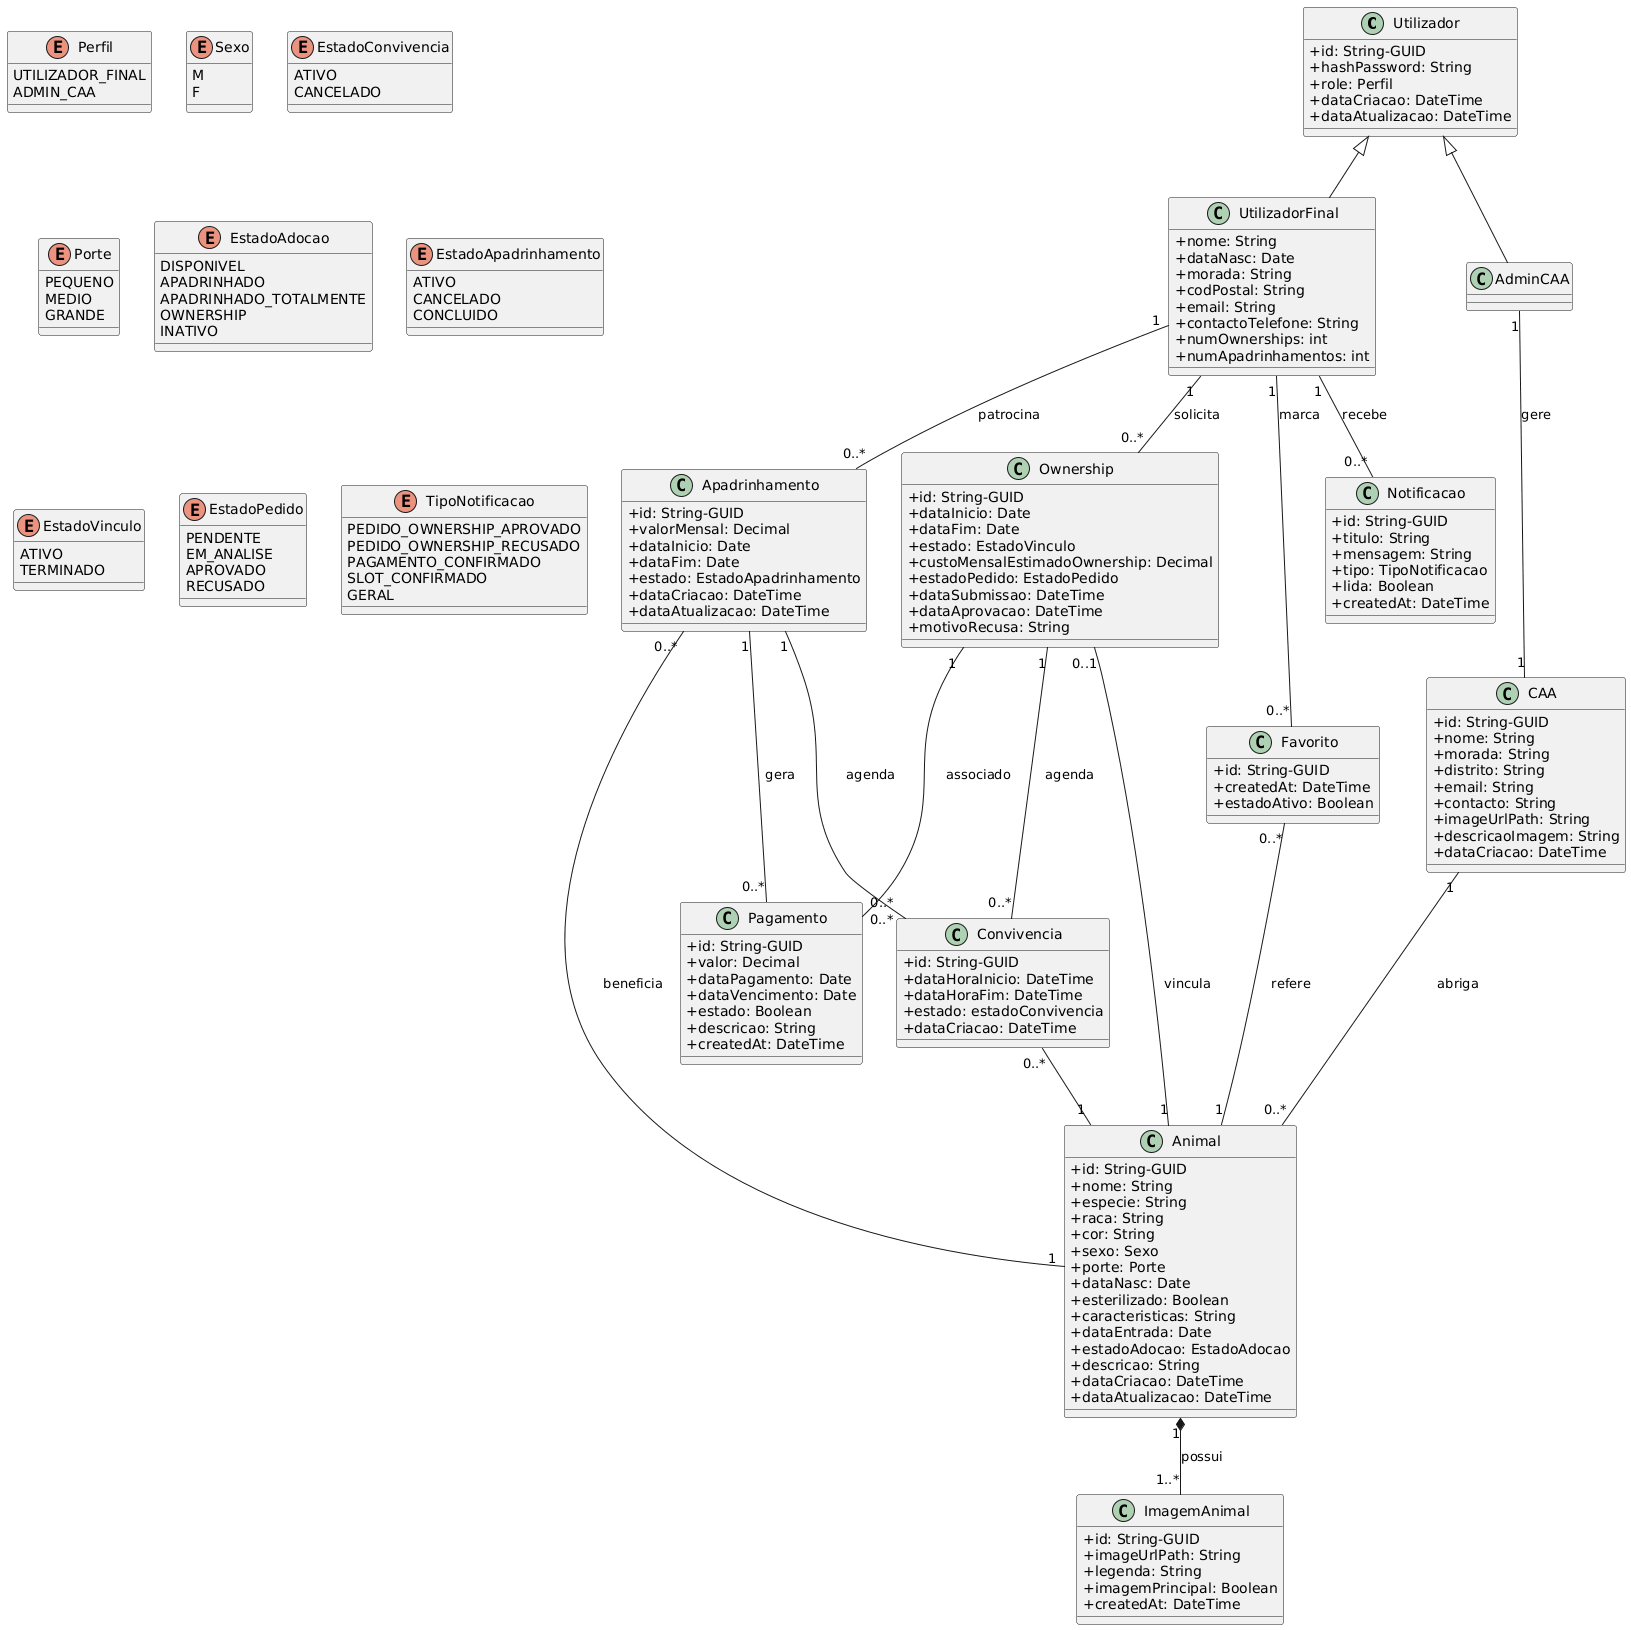 Perfil
UTILIZADOR_FINAL
ADMIN_CAA
Sexo
M
F
EstadoConvivencia
ATIVO
CANCELADO
Utilizador
+id: String-GUID
+hashPassword: String
+role: Perfil
+dataCriacao: DateTime
+dataAtualizacao: DateTime
Porte
PEQUENO
MEDIO
GRANDE
EstadoAdocao
DISPONIVEL
APADRINHADO
APADRINHADO_TOTALMENTE
OWNERSHIP
INATIVO
EstadoApadrinhamento
ATIVO
CANCELADO
CONCLUIDO
UtilizadorFinal
+nome: String
+dataNasc: Date
+morada: String
+codPostal: String
+email: String
+contactoTelefone: String
+numOwnerships: int
+numApadrinhamentos: int
AdminCAA
1
1
1
1
1
patrocina
solicita
marca
recebe
gere
0..*
0..*
0..*
EstadoVinculo
ATIVO
TERMINADO
EstadoPedido
PENDENTE
EM_ANALISE
APROVADO
RECUSADO
TipoNotificacao
PEDIDO_OWNERSHIP_APROVADO
PEDIDO_OWNERSHIP_RECUSADO
PAGAMENTO_CONFIRMADO
SLOT_CONFIRMADO
GERAL
Apadrinhamento
+id: String-GUID
+valorMensal: Decimal
+dataInicio: Date
+dataFim: Date
+estado: EstadoApadrinhamento
+dataCriacao: DateTime
+dataAtualizacao: DateTime
Ownership
+id: String-GUID
+dataInicio: Date
+dataFim: Date
+estado: EstadoVinculo
+custoMensalEstimadoOwnership: Decimal
+estadoPedido: EstadoPedido
+dataSubmissao: DateTime
+dataAprovacao: DateTime
+motivoRecusa: String
Notificacao
+id: String-GUID
+titulo: String
+mensagem: String
+tipo: TipoNotificacao
+lida: Boolean
+createdAt: DateTime
0..*
1
1
1
1
0..1
1
0..*
CAA
+id: String-GUID
+nome: String
+morada: String
+distrito: String
+email: String
+contacto: String
+imageUrlPath: String
+descricaoImagem: String
+dataCriacao: DateTime
Favorito
+id: String-GUID
+createdAt: DateTime
+estadoAtivo: Boolean
gera
agenda
associado
agenda
0..*
1
0..*
0..*
0..*
0..*
Pagamento
+id: String-GUID
+valor: Decimal
+dataPagamento: Date
+dataVencimento: Date
+estado: Boolean
+descricao: String
+createdAt: DateTime
Convivencia
+id: String-GUID
+dataHoraInicio: DateTime
+dataHoraFim: DateTime
+estado: estadoConvivencia
+dataCriacao: DateTime
beneficia
vincula
refere
abriga
0..*
1
1
1
0..*
1
Animal
+id: String-GUID
+nome: String
+especie: String
+raca: String
+cor: String
+sexo: Sexo
+porte: Porte
+dataNasc: Date
+esterilizado: Boolean
+caracteristicas: String
+dataEntrada: Date
+estadoAdocao: EstadoAdocao
+descricao: String
+dataCriacao: DateTime
+dataAtualizacao: DateTime
1
possui
1..*
ImagemAnimal
+id: String-GUID
+imageUrlPath: String
+legenda: String
+imagemPrincipal: Boolean
+createdAt: DateTime